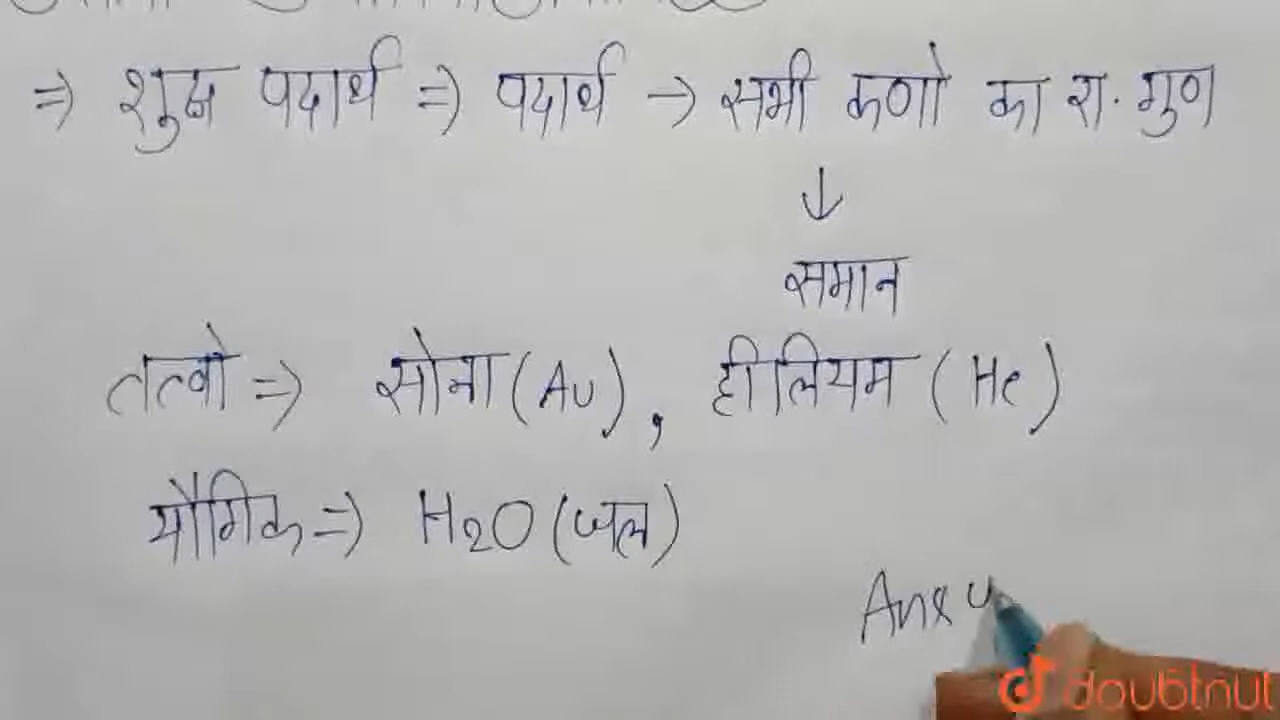 ⇒ शुद्ध पदार्थ ⇒ पदार्थ → सभी कणो का रा. गुण
↓
समान
तत्वो ⇒ सोना (Au), हीलियम (He)
यौगिक ⇒ H2O (जल)
Ans
doubtnut